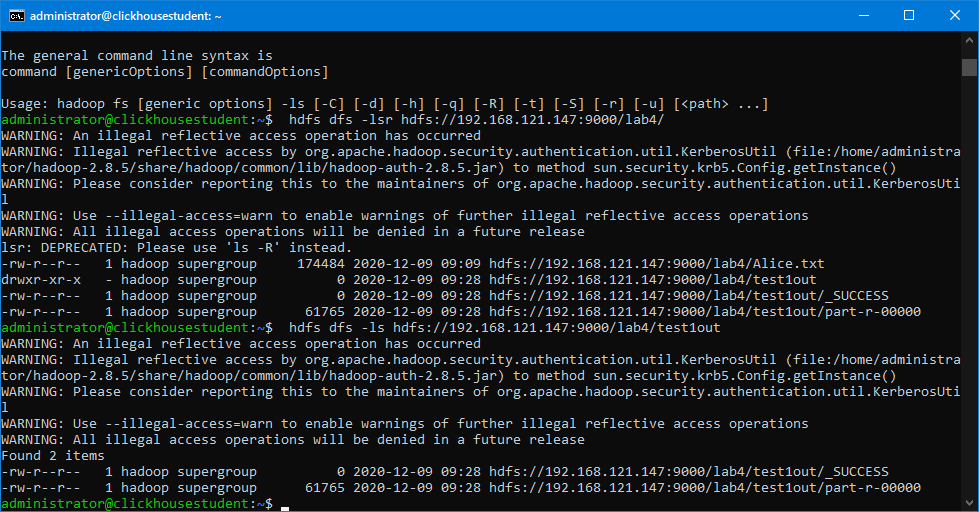 administrator@clickhousestudent: ~
The general command line syntax is
command [genericOptions] [commandOptions]
Usage: hadoop fs [generic options] -ls [-C] [-d] [-h] [-q] [-R] [-t] [-S] [-r] [-u] [<path> ...]
administrator@clickhousestudent:~$  hdfs dfs -lsr hdfs://192.168.121.147:9000/lab4/
WARNING: An illegal reflective access operation has occurred
WARNING: Illegal reflective access by org.apache.hadoop.security.authentication.util.KerberosUtil (file:/home/administra
tor/hadoop-2.8.5/share/hadoop/common/lib/hadoop-auth-2.8.5.jar) to method sun.security.krb5.Config.getInstance()
WARNING: Please consider reporting this to the maintainers of org.apache.hadoop.security.authentication.util.KerberosUti
l
WARNING: Use --illegal-access=warn to enable warnings of further illegal reflective access operations
WARNING: All illegal access operations will be denied in a future release
lsr: DEPRECATED: Please use 'ls -R' instead.
-rw-r--r--   1 hadoop supergroup     174484 2020-12-09 09:09 hdfs://192.168.121.147:9000/lab4/Alice.txt
drwxr-xr-x   - hadoop supergroup          0 2020-12-09 09:28 hdfs://192.168.121.147:9000/lab4/test1out
-rw-r--r--   1 hadoop supergroup          0 2020-12-09 09:28 hdfs://192.168.121.147:9000/lab4/test1out/_SUCCESS
-rw-r--r--   1 hadoop supergroup      61765 2020-12-09 09:28 hdfs://192.168.121.147:9000/lab4/test1out/part-r-00000
administrator@clickhousestudent:~$  hdfs dfs -ls hdfs://192.168.121.147:9000/lab4/test1out
WARNING: An illegal reflective access operation has occurred
WARNING: Illegal reflective access by org.apache.hadoop.security.authentication.util.KerberosUtil (file:/home/administra
tor/hadoop-2.8.5/share/hadoop/common/lib/hadoop-auth-2.8.5.jar) to method sun.security.krb5.Config.getInstance()
WARNING: Please consider reporting this to the maintainers of org.apache.hadoop.security.authentication.util.KerberosUti
l
WARNING: Use --illegal-access=warn to enable warnings of further illegal reflective access operations
WARNING: All illegal access operations will be denied in a future release
Found 2 items
-rw-r--r--   1 hadoop supergroup          0 2020-12-09 09:28 hdfs://192.168.121.147:9000/lab4/test1out/_SUCCESS
-rw-r--r--   1 hadoop supergroup      61765 2020-12-09 09:28 hdfs://192.168.121.147:9000/lab4/test1out/part-r-00000
administrator@clickhousestudent:~$